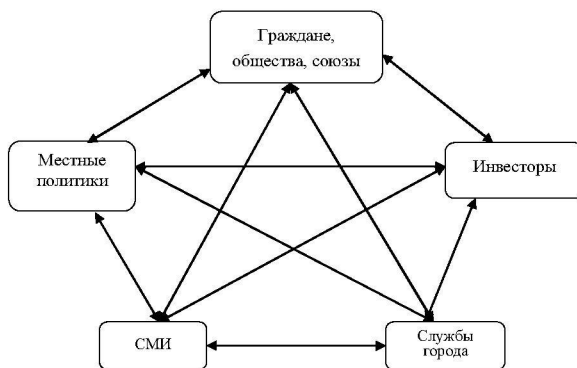 Граждане,
общества, союзы
Местные
политики
Инвесторы
СМИ
Службы
города